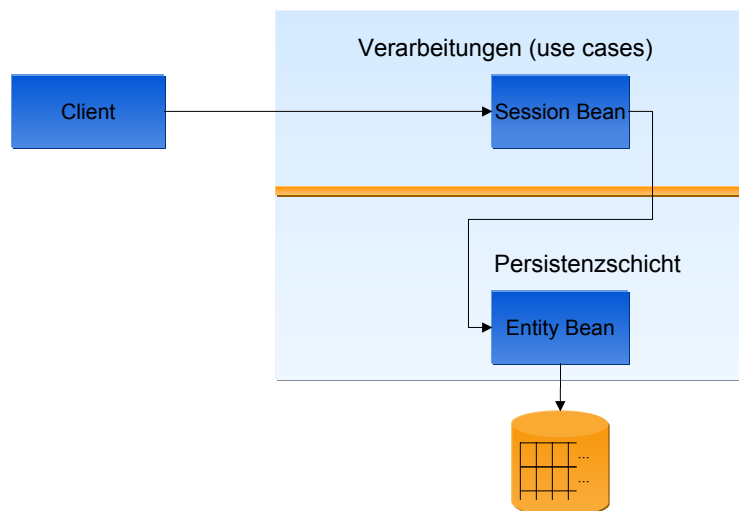 Verarbeitungen (use cases)
Client
Session Bean
Persistenzschicht
Entity Bean
...
...